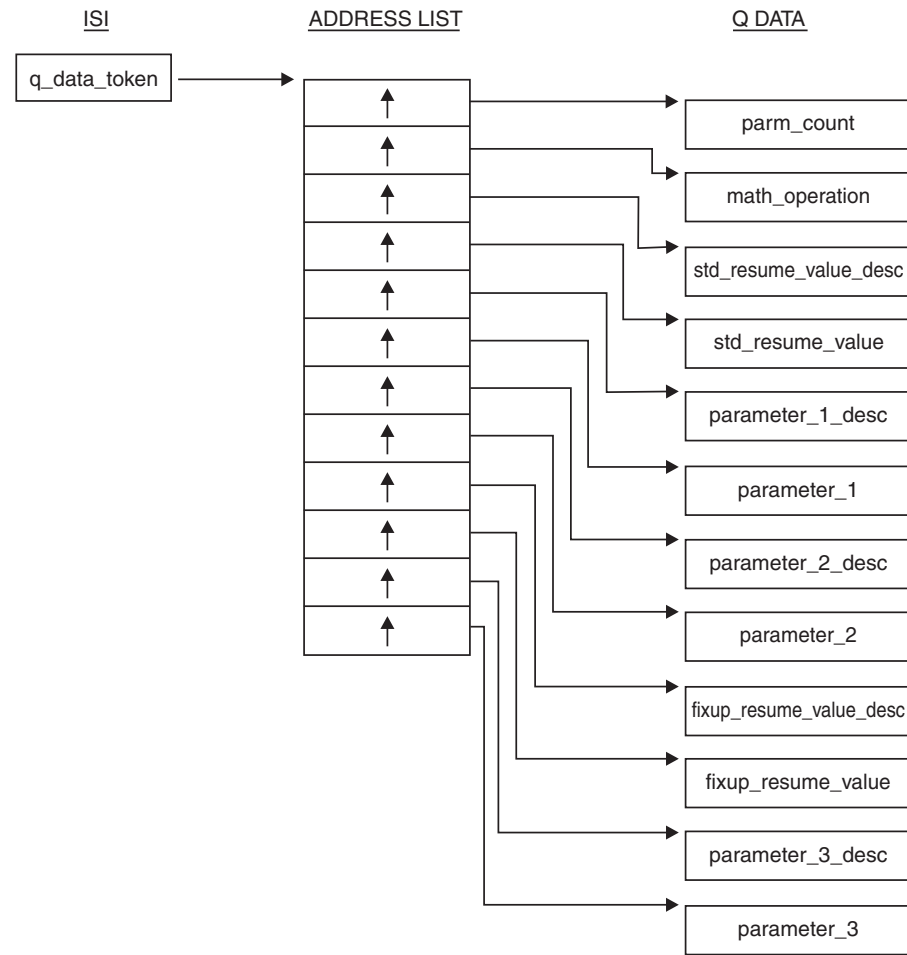 ISI
ADDRESS LIST
Q DATA
q_data_token
parm_count
math_operation
std_resume_value_desc
std_resume_value
parameter_1_desc
parameter_1
parameter_2_desc
parameter_2
fixup_resume_value_desc
fixup_resume_value
parameter_3_desc
parameter_3